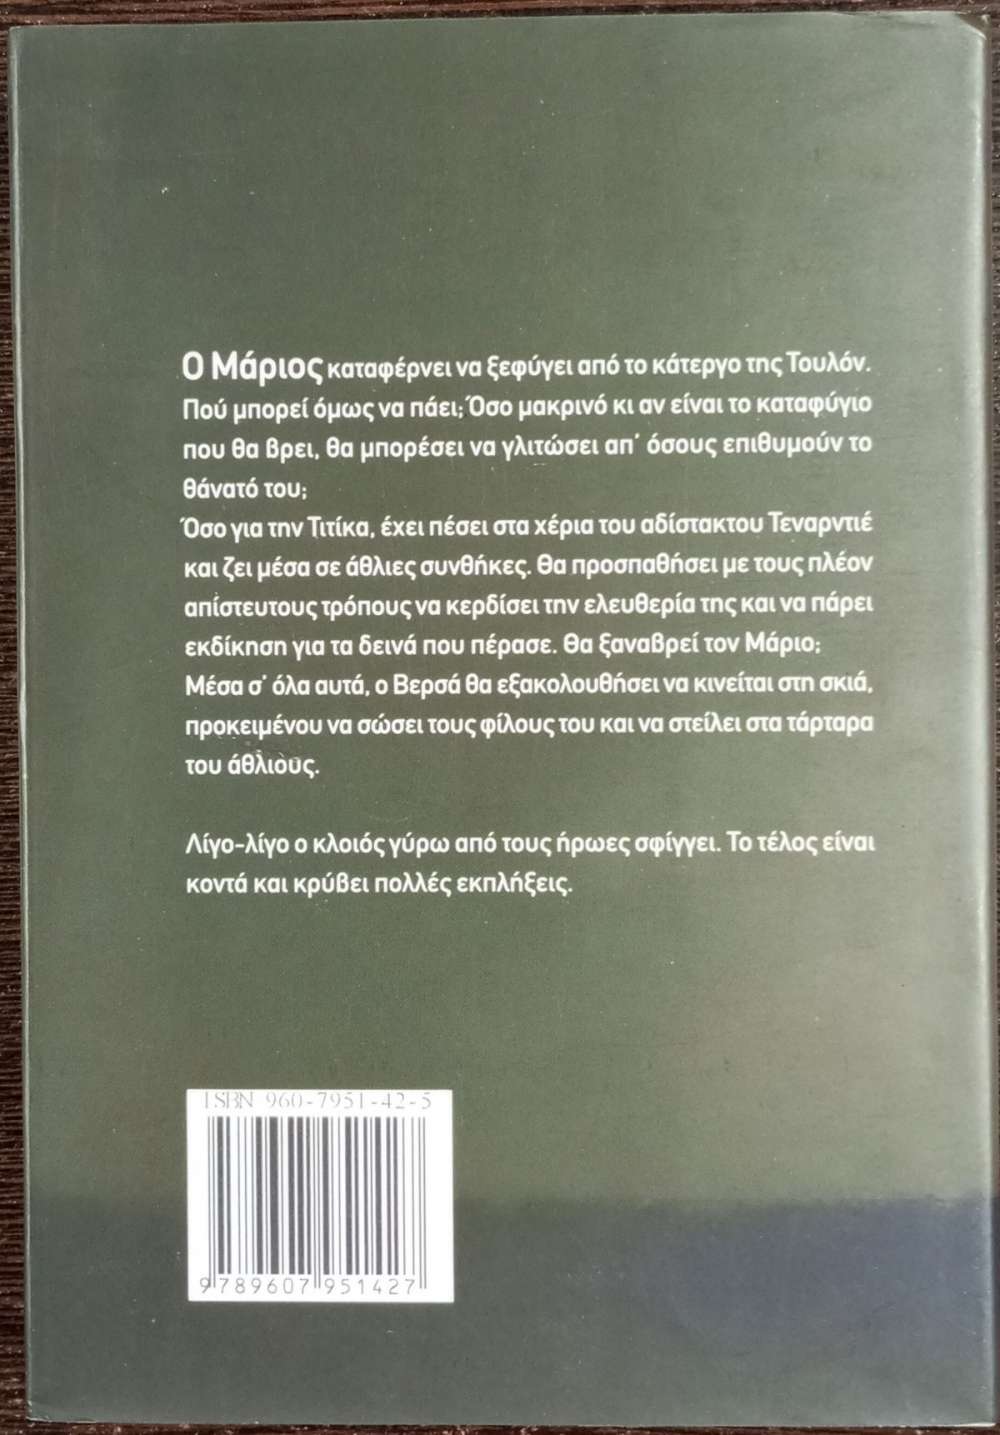 Ο Μάριος καταφέρνει να ξεφύγει από το κάτεργο της Τουλόν.
Πού μπορεί όμως να πάει; Όσο μακρινό κι αν είναι το καταφύγιο
που θα βρει, θα μπορέσει να γλιτώσει απ' όσους επιθυμούν το
θάνατό του;
Όσο για την Τιτίκα, έχει πέσει στα χέρια του αδίστακτου Τεναρντιέ
και ζει μέσα σε άθλιες συνθήκες. Θα προσπαθήσει με τους πλέον
απίστευτους τρόπους να κερδίσει την ελευθερία της και να πάρει
εκδίκηση για τα δεινά που πέρασε. Θα ξαναβρεί τον Μάριο;
Μέσα σ' όλα αυτά, ο Βερσά θα εξακολουθήσει να κινείται στη σκιά,
προκειμένου να σώσει τους φίλους του και να στείλει στα τάρταρα
του άθλιους.
Λίγο-λίγο ο κλοιός γύρω από τους ήρωες σφίγγει. Το τέλος είναι
κοντά και κρύβει πολλές εκπλήξεις.
ISBN 960-7951-42-5
9 789607 951427